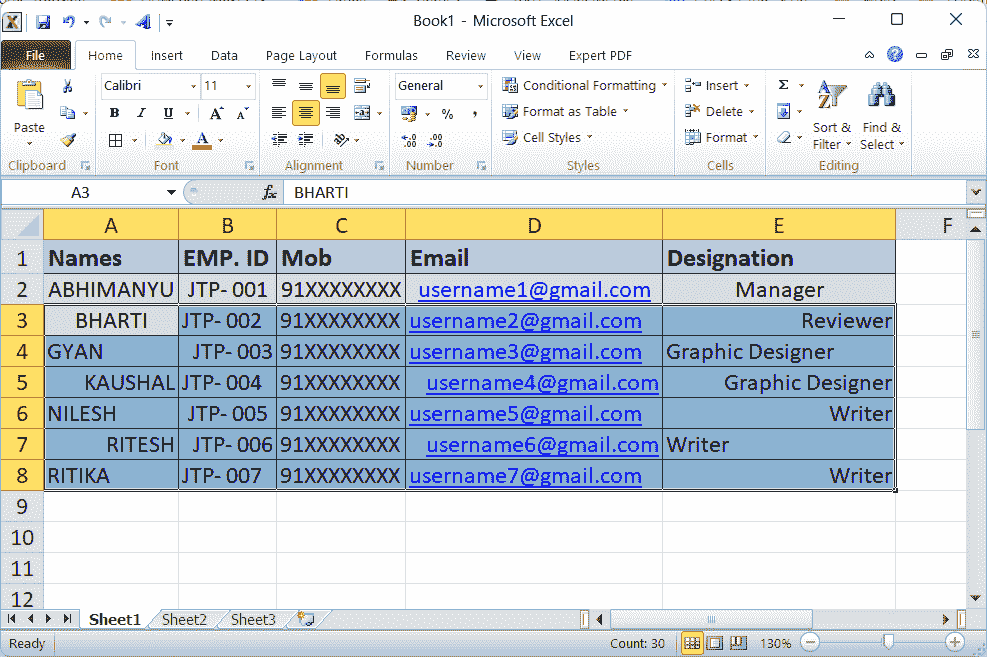 Book1 - Microsoft Excel
File Home Insert Data Page Layout Formulas Review View Expert PDF
Calibri 11 General Conditional Formatting Insert Σ
Paste B I U A A % , Format as Table Delete Sort & Find &
A Cell Styles Format Filter Select
Clipboard Font Alignment Number Styles Cells Editing
A3 fx BHARTI
A B C D E F
1 Names EMP. ID Mob Email Designation
2 ABHIMANYU JTP- 001 91XXXXXXXX username1@gmail.com Manager
3 BHARTI JTP- 002 91XXXXXXXX username2@gmail.com Reviewer
4 GYAN JTP- 003 91XXXXXXXX username3@gmail.com Graphic Designer
5 KAUSHAL JTP- 004 91XXXXXXXX username4@gmail.com Graphic Designer
6 NILESH JTP- 005 91XXXXXXXX username5@gmail.com Writer
7 RITESH JTP- 006 91XXXXXXXX username6@gmail.com Writer
8 RITIKA JTP- 007 91XXXXXXXX username7@gmail.com Writer
9
10
11
12
Sheet1 Sheet2 Sheet3
Ready Count: 30 130%